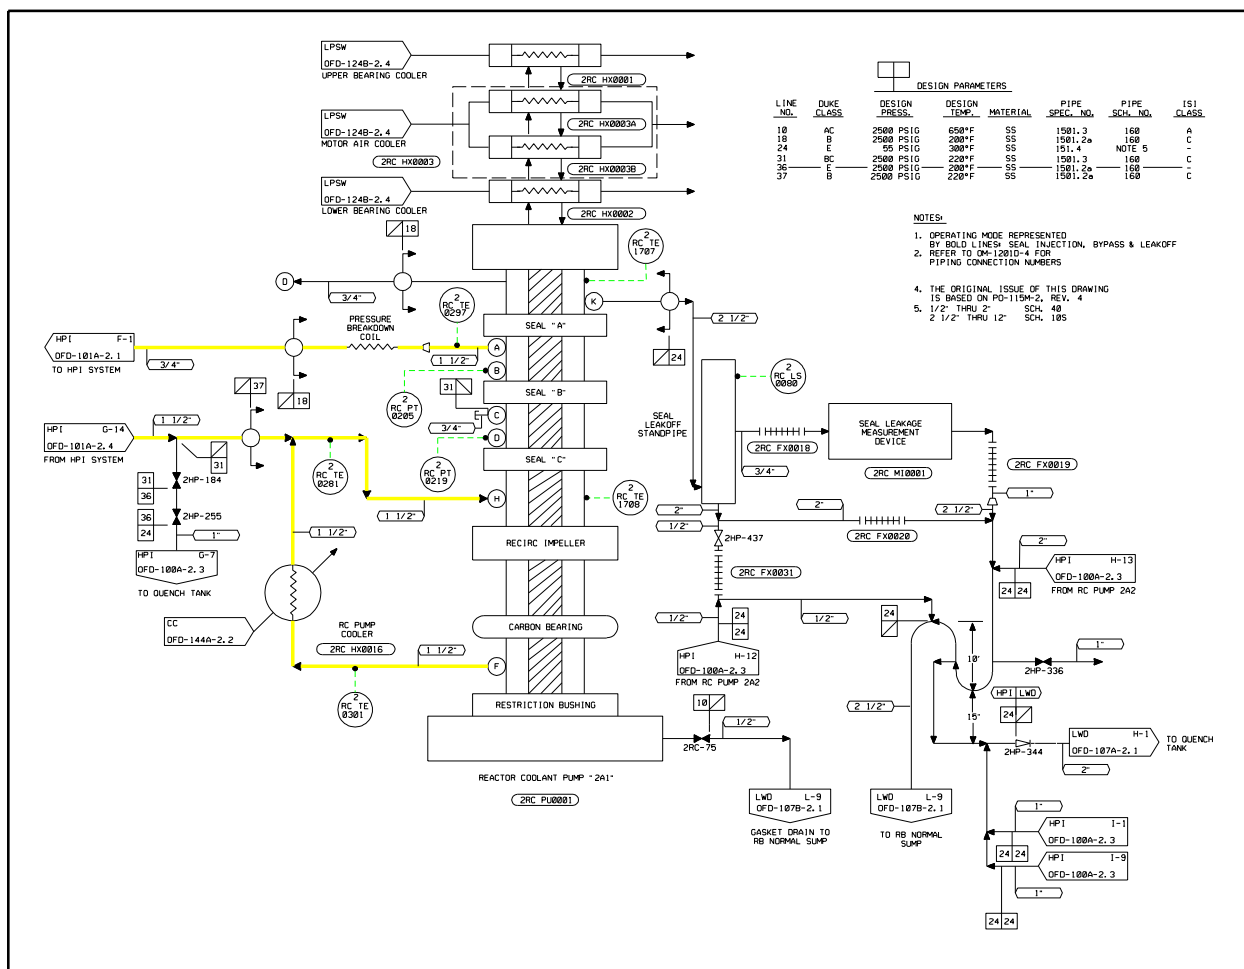 LPSW
OFD-124B-2.4
UPPER BEARING COOLER
2RC HX0001
LPSW
OFD-124B-2.4
MOTOR AIR COOLER
2RC HX0003A
2RC HX0003
2RC HX0003B
LPSW
OFD-124B-2.4
LOWER BEARING COOLER
2RC HX0002
DESIGN PARAMETERS
LINE NO. DUKE CLASS DESIGN PRESS. DESIGN TEMP. MATERIAL PIPE SPEC. NO. PIPE SCH. NO. ISI CLASS
10 AC 2500 PSIG 650°F SS 1501.3 160 A
18 B 2500 PSIG 200°F SS 1501.2a 160 C
24 E 55 PSIG 300°F SS 151.4 NOTE 5 -
31 BC 2500 PSIG 220°F SS 1501.3 160 C
36 E 2500 PSIG 200°F SS 1501.2a 160 -
37 B 2500 PSIG 220°F SS 1501.2a 160 C
NOTES:
1. OPERATING MODE REPRESENTED
BY BOLD LINES: SEAL INJECTION, BYPASS & LEAKOFF
2. REFER TO OM-1201D-4 FOR
PIPING CONNECTION NUMBERS
4. THE ORIGINAL ISSUE OF THIS DRAWING
IS BASED ON PO-115M-2, REV. 4
5. 1/2" THRU 2" SCH. 40
2 1/2" THRU 12" SCH. 10S
18
D
3/4"
2
RC TE
1707
K
2 1/2"
24
2
RC TE
0297
PRESSURE
BREAKDOWN
COIL
SEAL "A"
HPI F-1
OFD-101A-2.1
TO HPI SYSTEM
3/4"
1 1/2"
A
B
37
18
31
2
RC PT
0205
SEAL "B"
2
RC LS
0080
C
3/4"
D
HPI G-14
OFD-101A-2.4
FROM HPI SYSTEM
1 1/2"
31
2
RC TE
0281
2
RC PT
0219
SEAL "C"
SEAL
LEAKOFF
STANDPIPE
SEAL LEAKAGE
MEASUREMENT
DEVICE
2RC FX0018
3/4"
2RC MI0001
2RC FX0019
1"
31
36
2HP-184
36
24
2HP-255
1"
HPI G-7
OFD-100A-2.3
TO QUENCH TANK
1 1/2"
H
2
RC TE
1708
2"
1/2"
2"
2 1/2"
1 1/2"
RECIRC IMPELLER
2HP-437
2RC FX0020
2RC FX0031
2"
HPI H-13
OFD-100A-2.3
FROM RC PUMP 2A2
24 24
CC
OFD-144A-2.2
RC PUMP
COOLER
2RC HX0016
1 1/2"
CARBON BEARING
F
2
RC TE
0301
RESTRICTION BUSHING
1/2"
24
24
1/2"
24
HPI H-12
OFD-100A-2.3
FROM RC PUMP 2A2
10'
1"
2HP-336
HPI LWD
24
15"
10
1/2"
2RC-75
2 1/2"
2HP-344
LWD H-1
OFD-107A-2.1
TO QUENCH
TANK
2"
REACTOR COOLANT PUMP "2A1"
2RC PU0001
LWD L-9
OFD-107B-2.1
GASKET DRAIN TO
RB NORMAL SUMP
LWD L-9
OFD-107B-2.1
TO RB NORMAL
SUMP
1"
HPI I-1
OFD-100A-2.3
24 24
HPI I-9
OFD-100A-2.3
1"
24 24